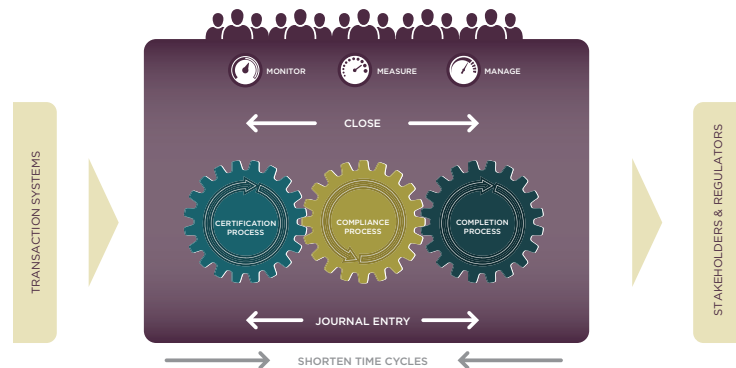 MONITOR
MEASURE
MANAGE
CLOSE
TRANSACTION SYSTEMS
CERTIFICATION
PROCESS
COMPLIANCE
PROCESS
COMPLETION
PROCESS
STAKEHOLDERS & REGULATORS
JOURNAL ENTRY
SHORTEN TIME CYCLES